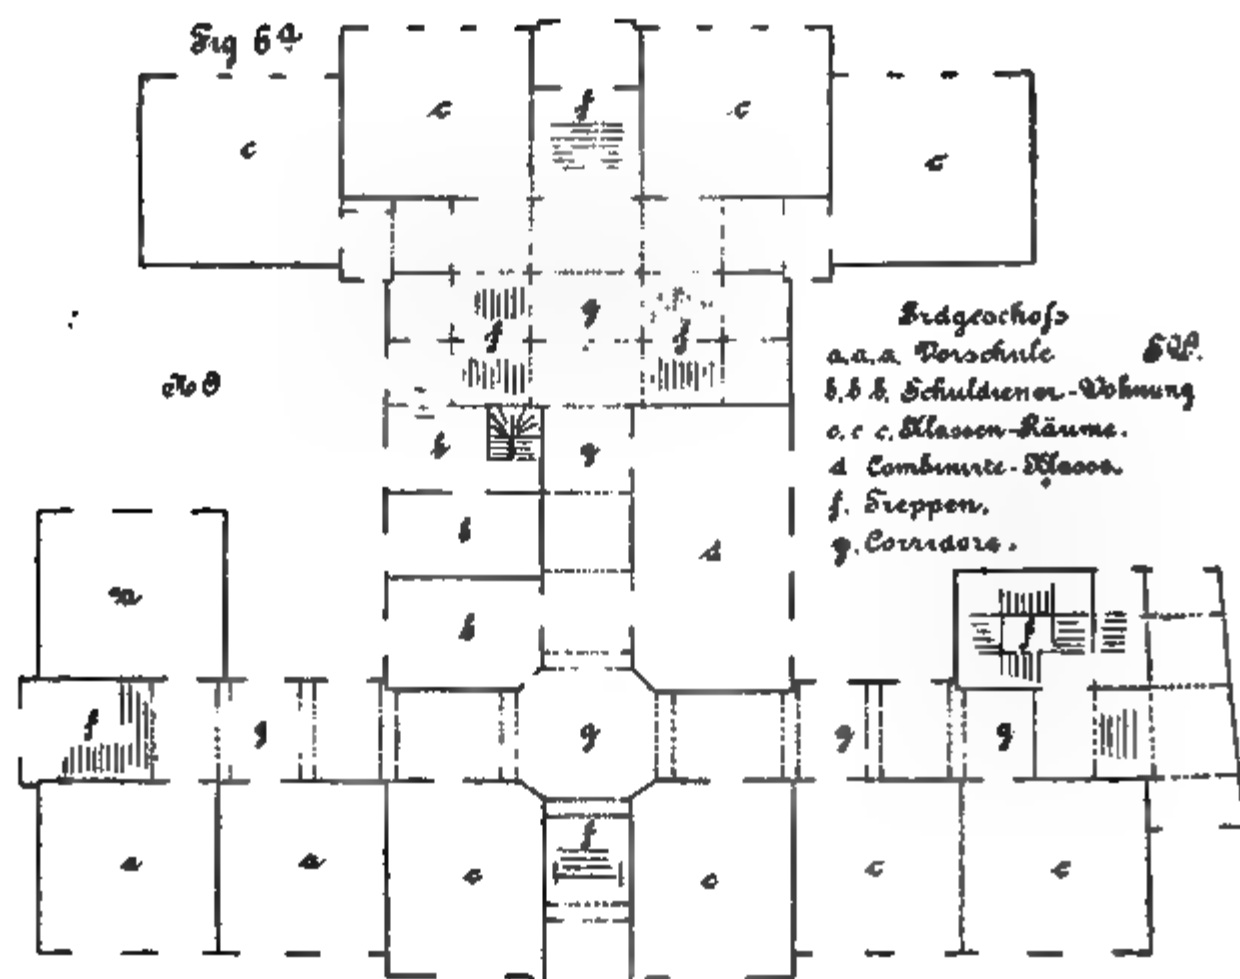 Fig 6a
c
c
f
c
c
f
g
f
Erdgeschoſs
a. a. a. Vorschule
b. b. b. Schuldiener-Wohnung
c. c. c. Klassen-Räume.
d Combinirte-Klasse.
f. Treppen.
g. Corridore.
b
g
b
d
a
b
f
f
g
g
g
g
a
a
c
f
c
c
c